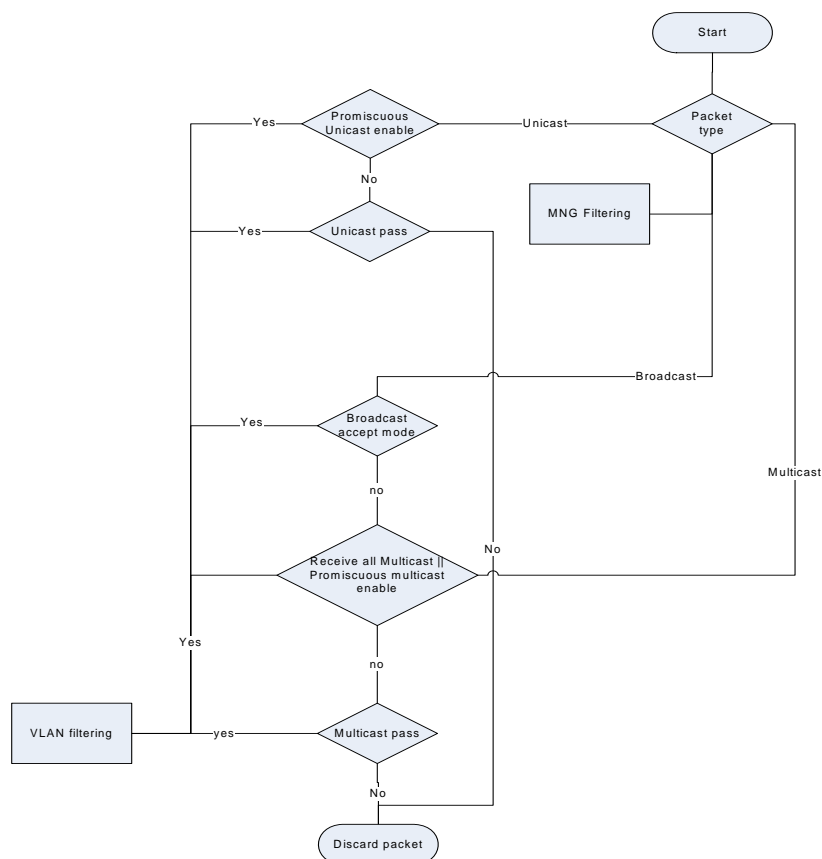 Start
Promiscuous
Unicast enable
Yes
Unicast
Packet
type
No
MNG Filtering
Yes
Unicast pass
Broadcast
Broadcast
accept mode
Yes
Multicast
no
No
Receive all Multicast ||
Promiscuous multicast
enable
Yes
no
VLAN filtering
yes
Multicast pass
No
Discard packet